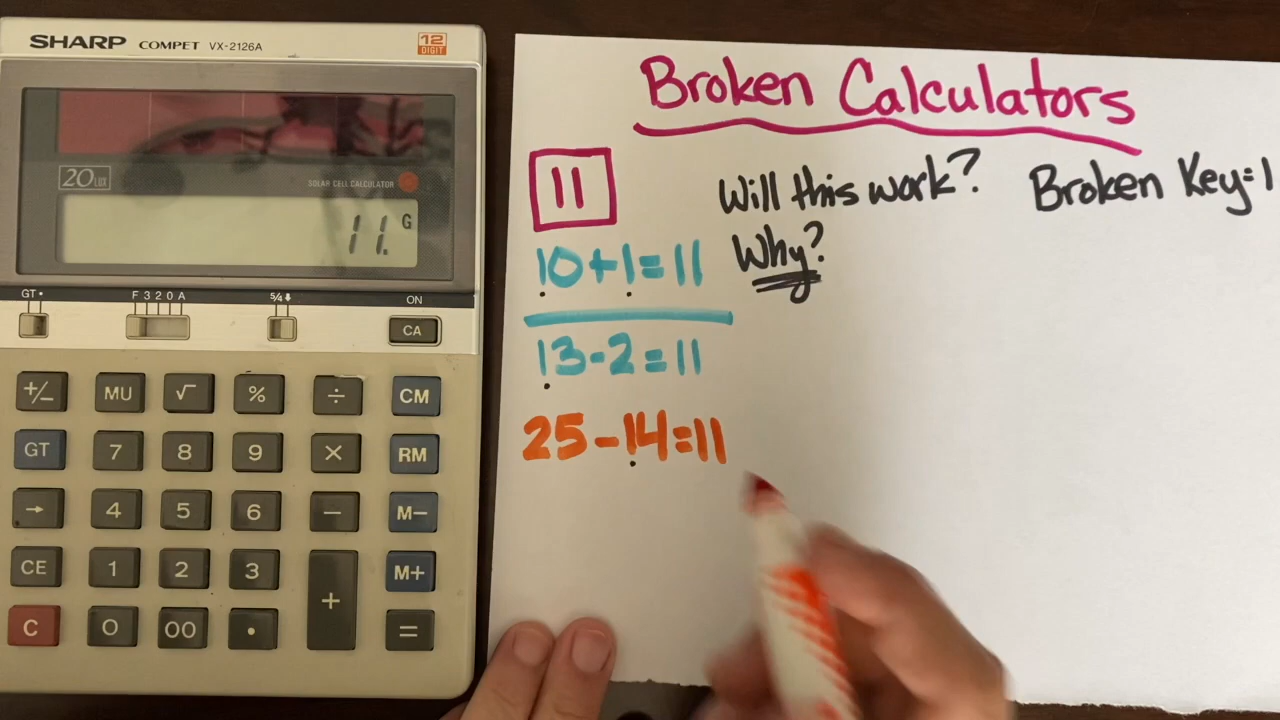 SHARP COMPET VX-2126A 12 DIGIT
20 LUX SOLAR CELL CALCULATOR
11. G
GT• F 3 2 0 A 5/4 ON
CA
+/− MU √ % ÷ CM
GT 7 8 9 × RM
→ 4 5 6 − M−
CE 1 2 3 + M+
C 0 00 • =
Broken Calculators
11
Will this work? Broken Key=1
Why?
10+1=11
13-2=11
25-14=11